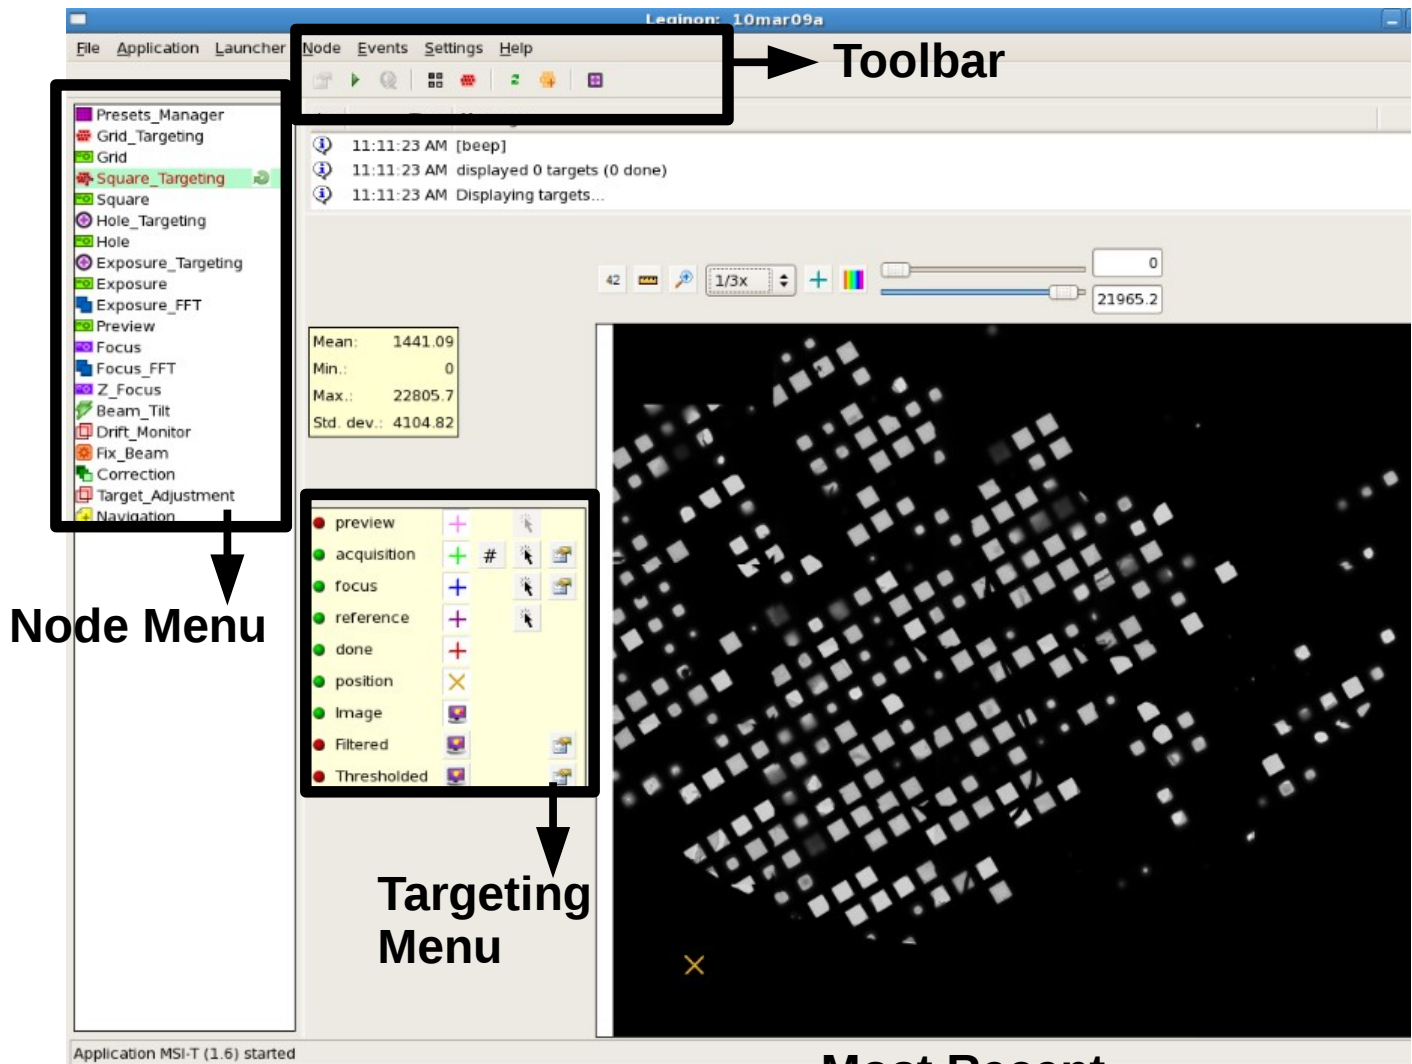 Leginon: 10mar09a
File Application Launcher Node Events Settings Help
Toolbar
Presets_Manager
Grid_Targeting
Grid
Square_Targeting
Square
Hole_Targeting
Hole
Exposure_Targeting
Exposure
Exposure_FFT
Preview
Focus
Focus_FFT
Z_Focus
Beam_Tilt
Drift_Monitor
Fix_Beam
Correction
Target_Adjustment
Navigation
Node Menu
11:11:23 AM [beep]
11:11:23 AM displayed 0 targets (0 done)
11:11:23 AM Displaying targets...
42
1/3x
0
21965.2
Mean: 1441.09
Min.: 0
Max.: 22805.7
Std. dev.: 4104.82
preview
acquisition #
focus
reference
done
position
Image
Filtered
Thresholded
Targeting
Menu
Application MSI-T (1.6) started
Most Recent